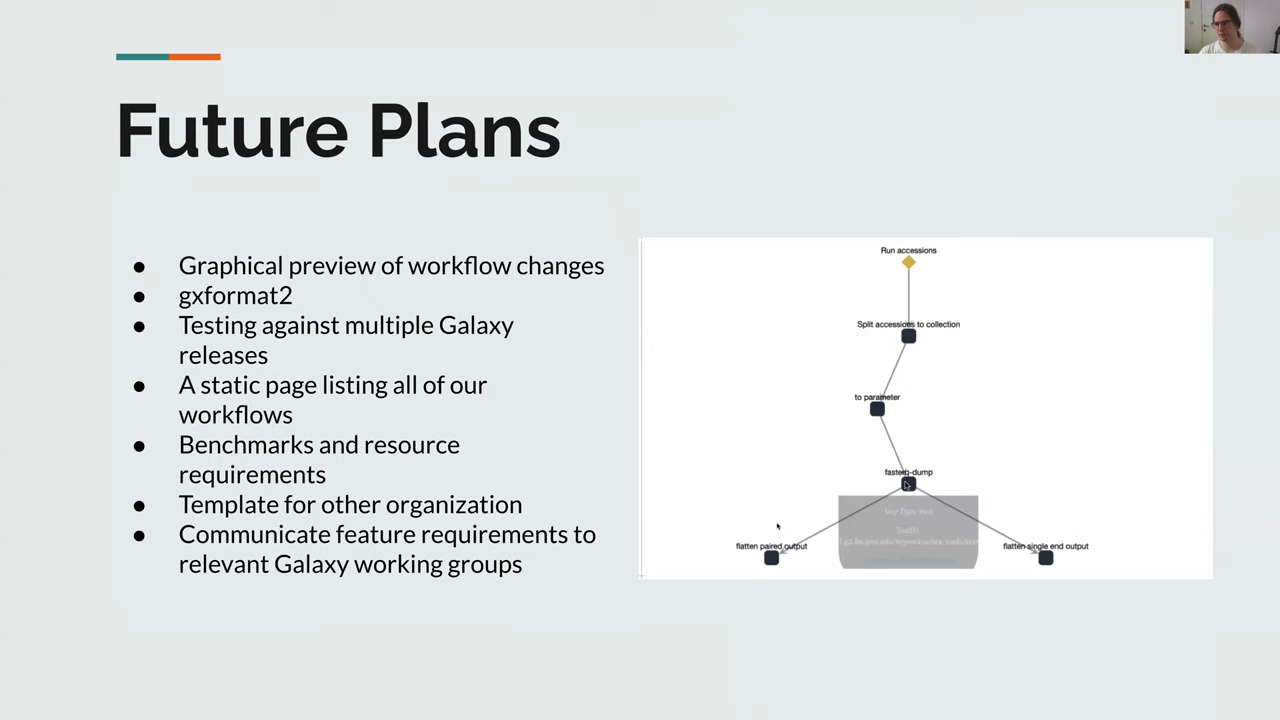 Future Plans
● Graphical preview of workflow changes
● gxformat2
● Testing against multiple Galaxy
releases
● A static page listing all of our
workflows
● Benchmarks and resource
requirements
● Template for other organization
● Communicate feature requirements to
relevant Galaxy working groups
Run accessions
Split accessions to collection
to parameter
fasterq-dump
flatten paired output
flatten single end output